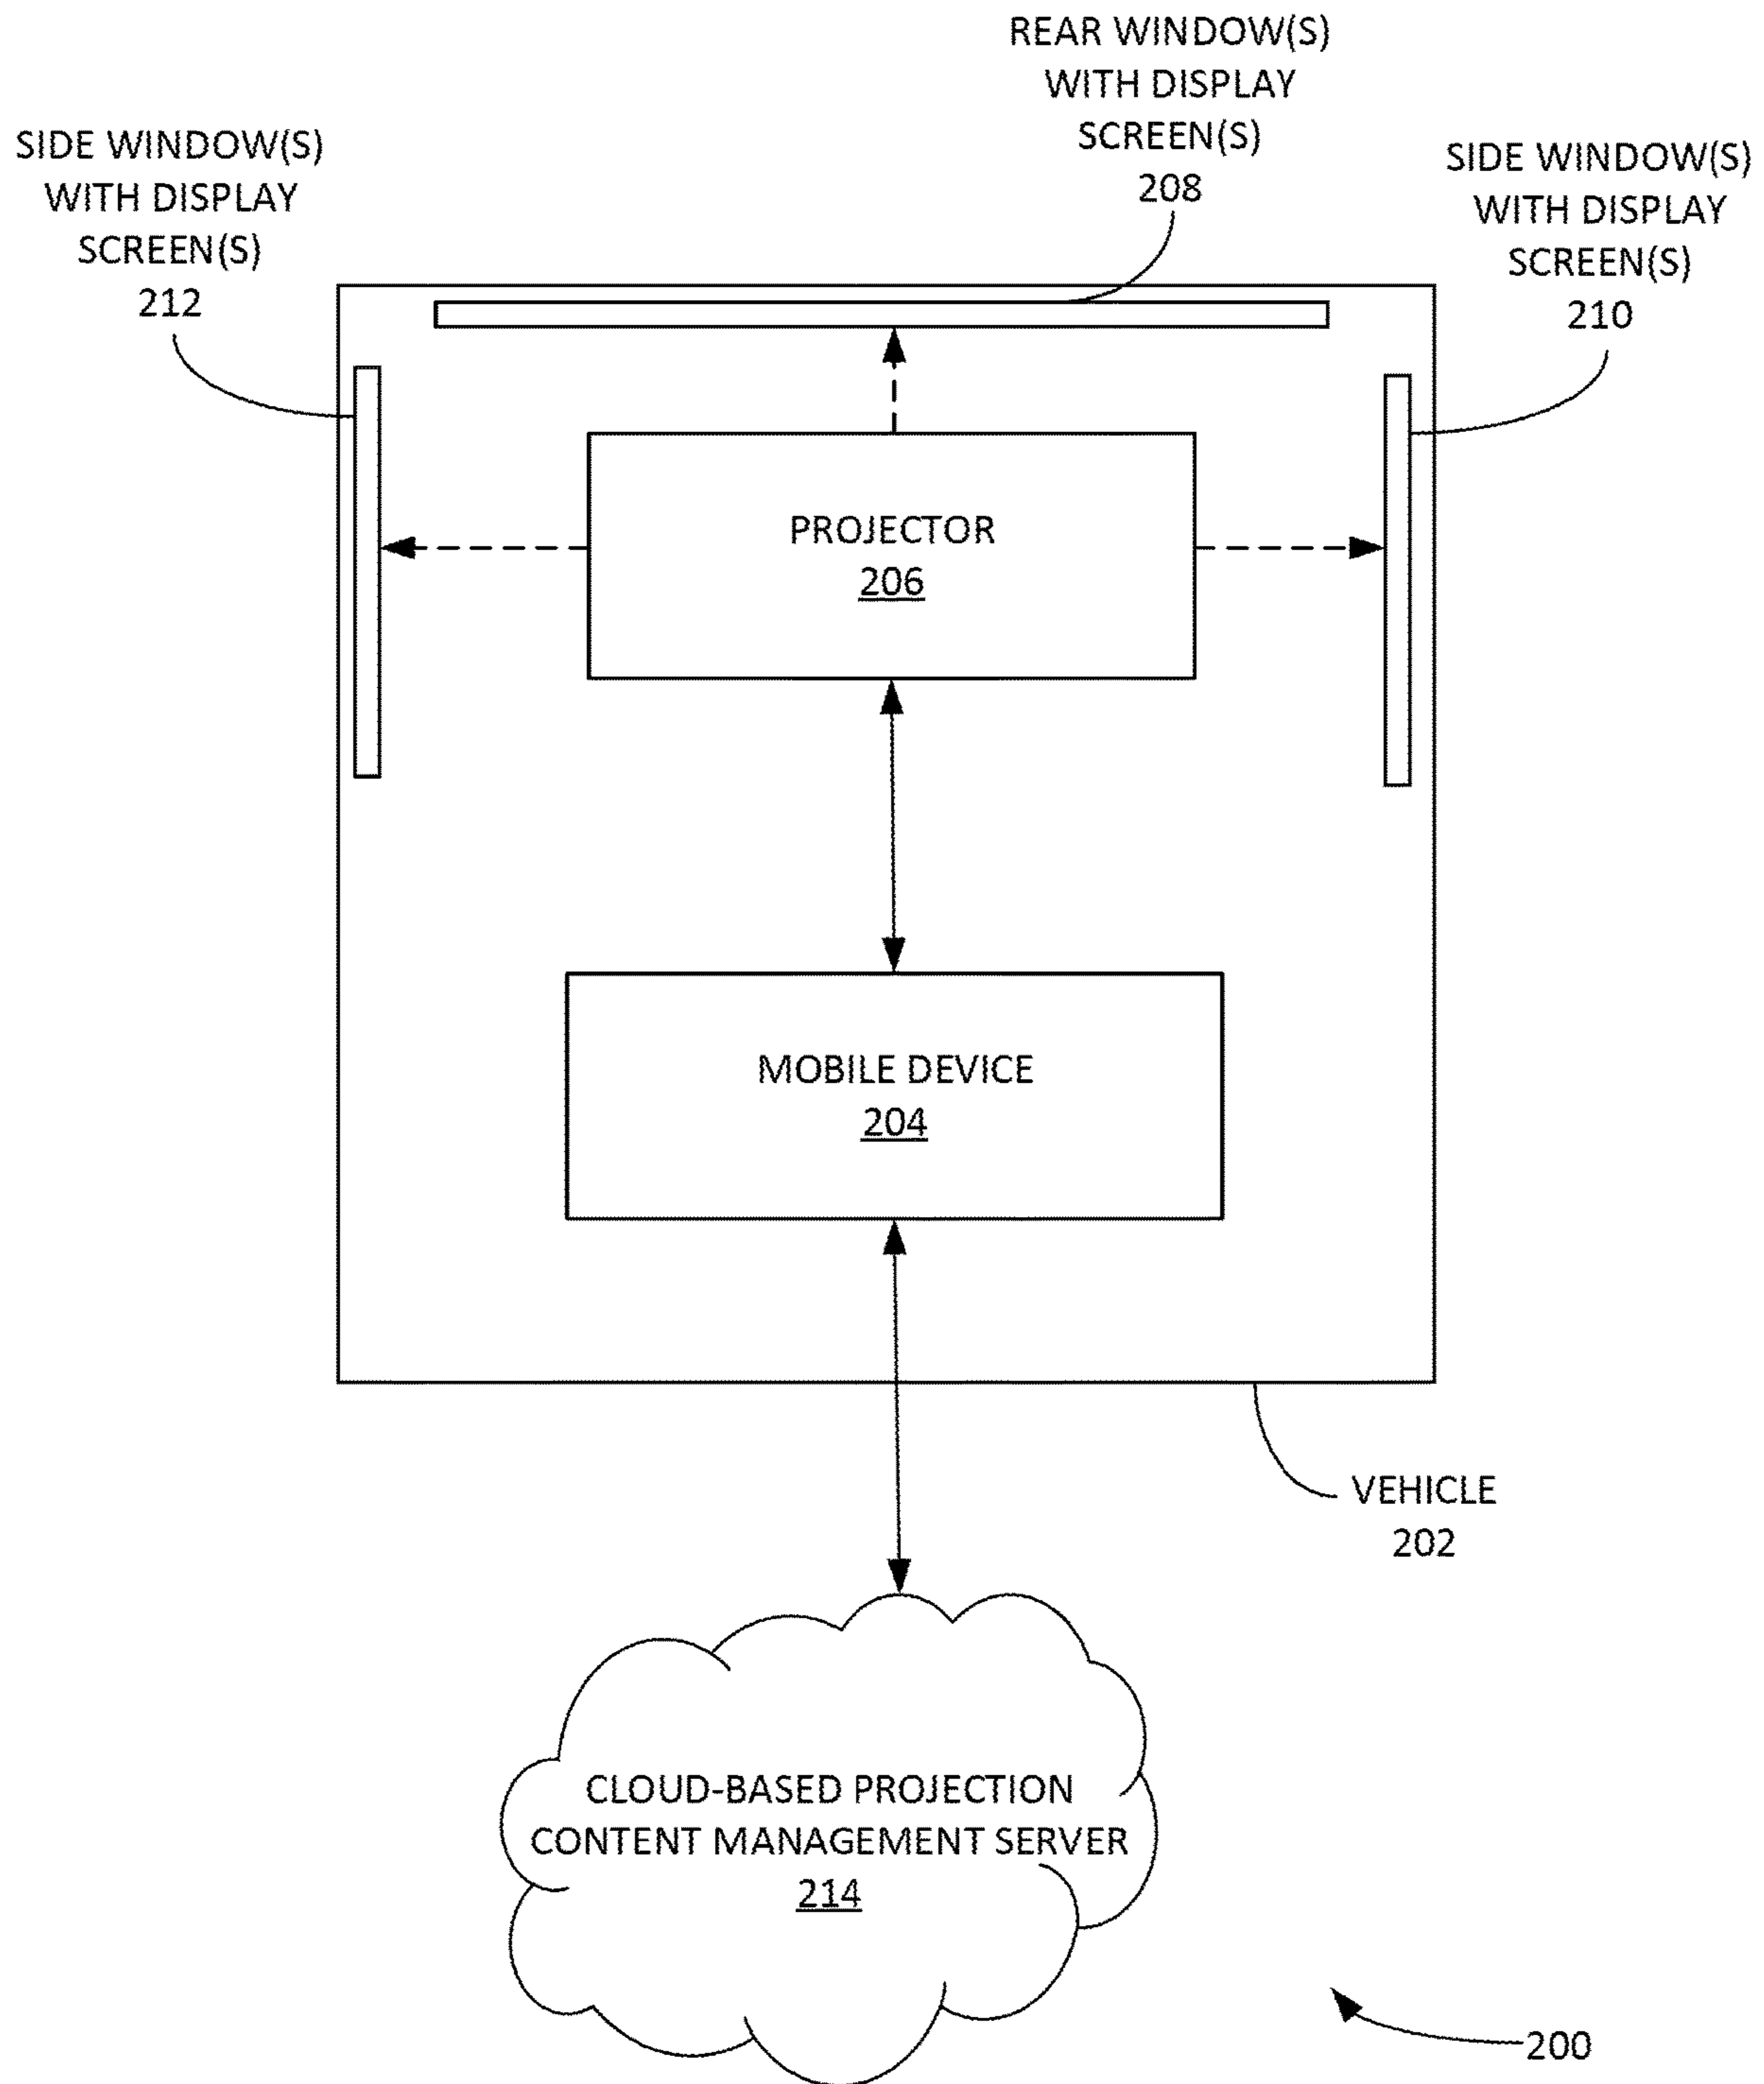 REAR WINDOW(S)
WITH DISPLAY
SCREEN(S)
208
SIDE WINDOW(S)
WITH DISPLAY
SCREEN(S)
212
SIDE WINDOW(S)
WITH DISPLAY
SCREEN(S)
210
PROJECTOR
206
MOBILE DEVICE
204
VEHICLE
202
CLOUD-BASED PROJECTION
CONTENT MANAGEMENT SERVER
214
200